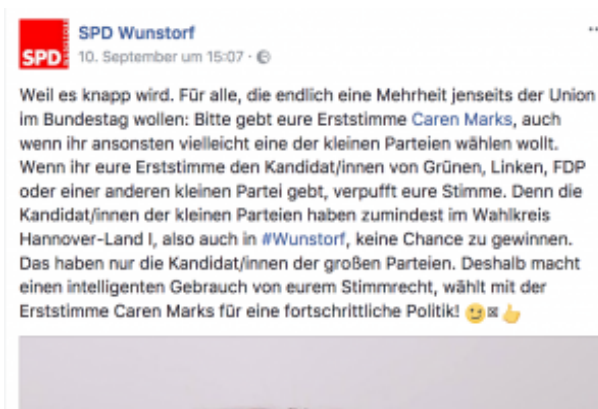 SPD Wunstorf
SPD
10. September um 15:07 ·
Weil es knapp wird. Für alle, die endlich eine Mehrheit jenseits der Union
im Bundestag wollen: Bitte gebt eure Erststimme Caren Marks, auch
wenn ihr ansonsten vielleicht eine der kleinen Parteien wählen wollt.
Wenn ihr eure Erststimme den Kandidat/innen von Grünen, Linken, FDP
oder einer anderen kleinen Partei gebt, verpufft eure Stimme. Denn die
Kandidat/innen der kleinen Parteien haben zumindest im Wahlkreis
Hannover-Land I, also auch in #Wunstorf, keine Chance zu gewinnen.
Das haben nur die Kandidat/innen der großen Parteien. Deshalb macht
einen intelligenten Gebrauch von eurem Stimmrecht, wählt mit der
Erststimme Caren Marks für eine fortschrittliche Politik! 😉 👍